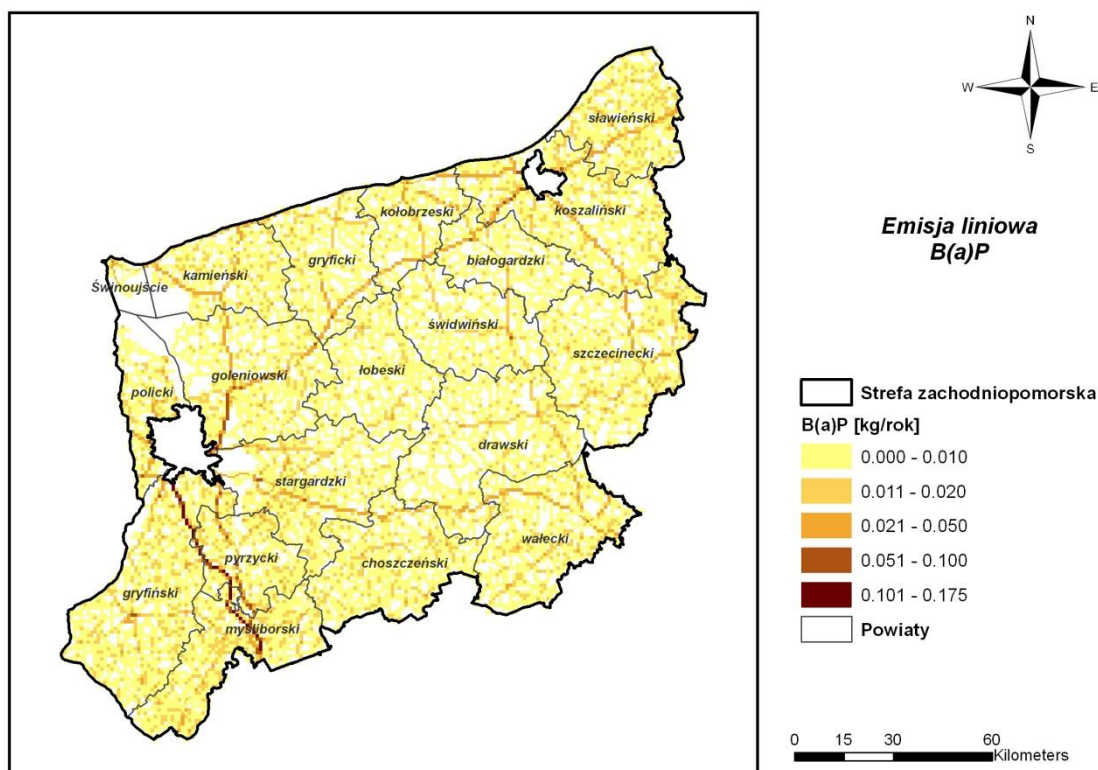 sławieński
kołobrzeski
koszaliński
gryficki
białogardzki
kamieński
Świnoujście
świdwiński
szczecinecki
policki
goleniowski
łobeski
drawski
stargardzki
wałecki
pyrzycki
choszczeński
gryfiński
myśliborski
N
W E
S
Emisja liniowa
B(a)P
Strefa zachodniopomorska
B(a)P [kg/rok]
0.000 - 0.010
0.011 - 0.020
0.021 - 0.050
0.051 - 0.100
0.101 - 0.175
Powiaty
0 15 30 60
Kilometers